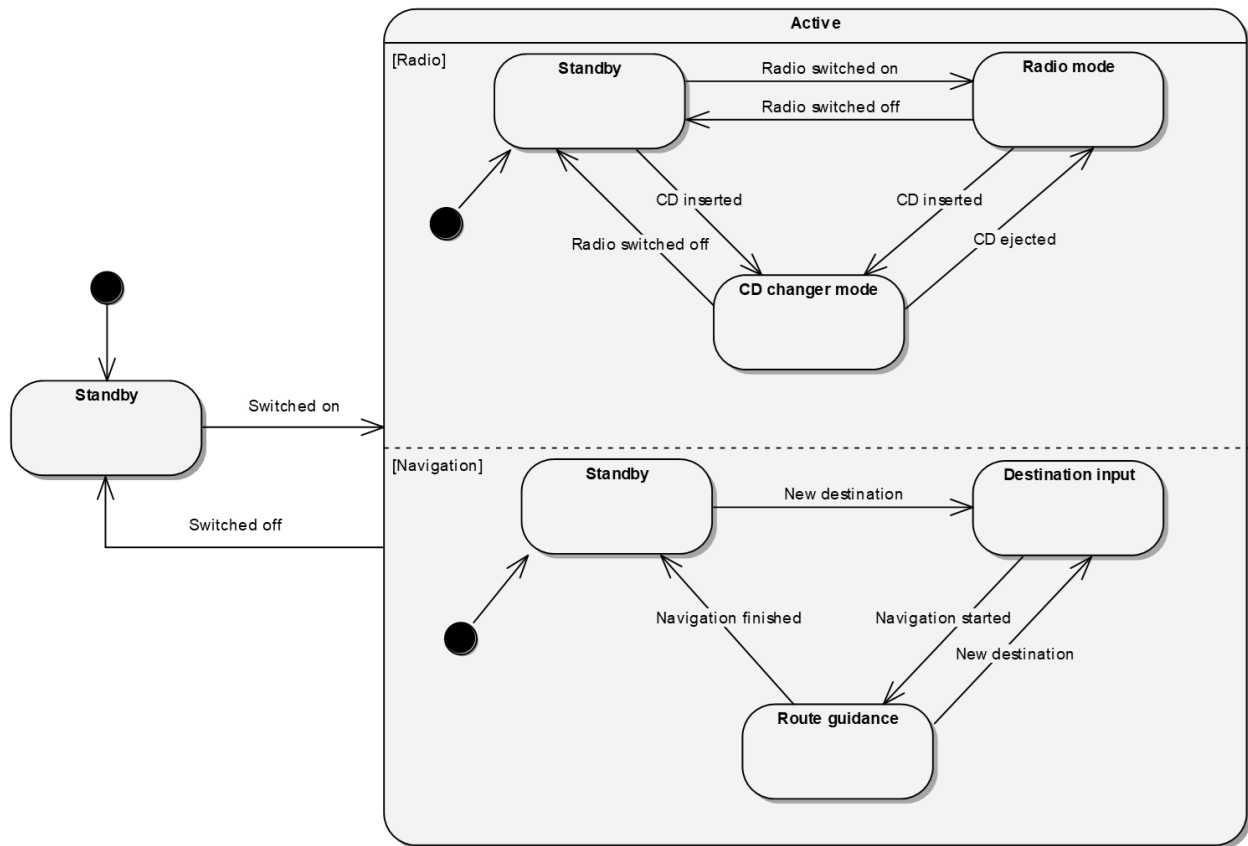 Active
[Radio]
Standby
Radio switched on
Radio mode
Radio switched off
CD inserted
CD inserted
Radio switched off
CD ejected
CD changer mode
Standby
Switched on
[Navigation]
Standby
New destination
Destination input
Switched off
Navigation finished
Navigation started
New destination
Route guidance